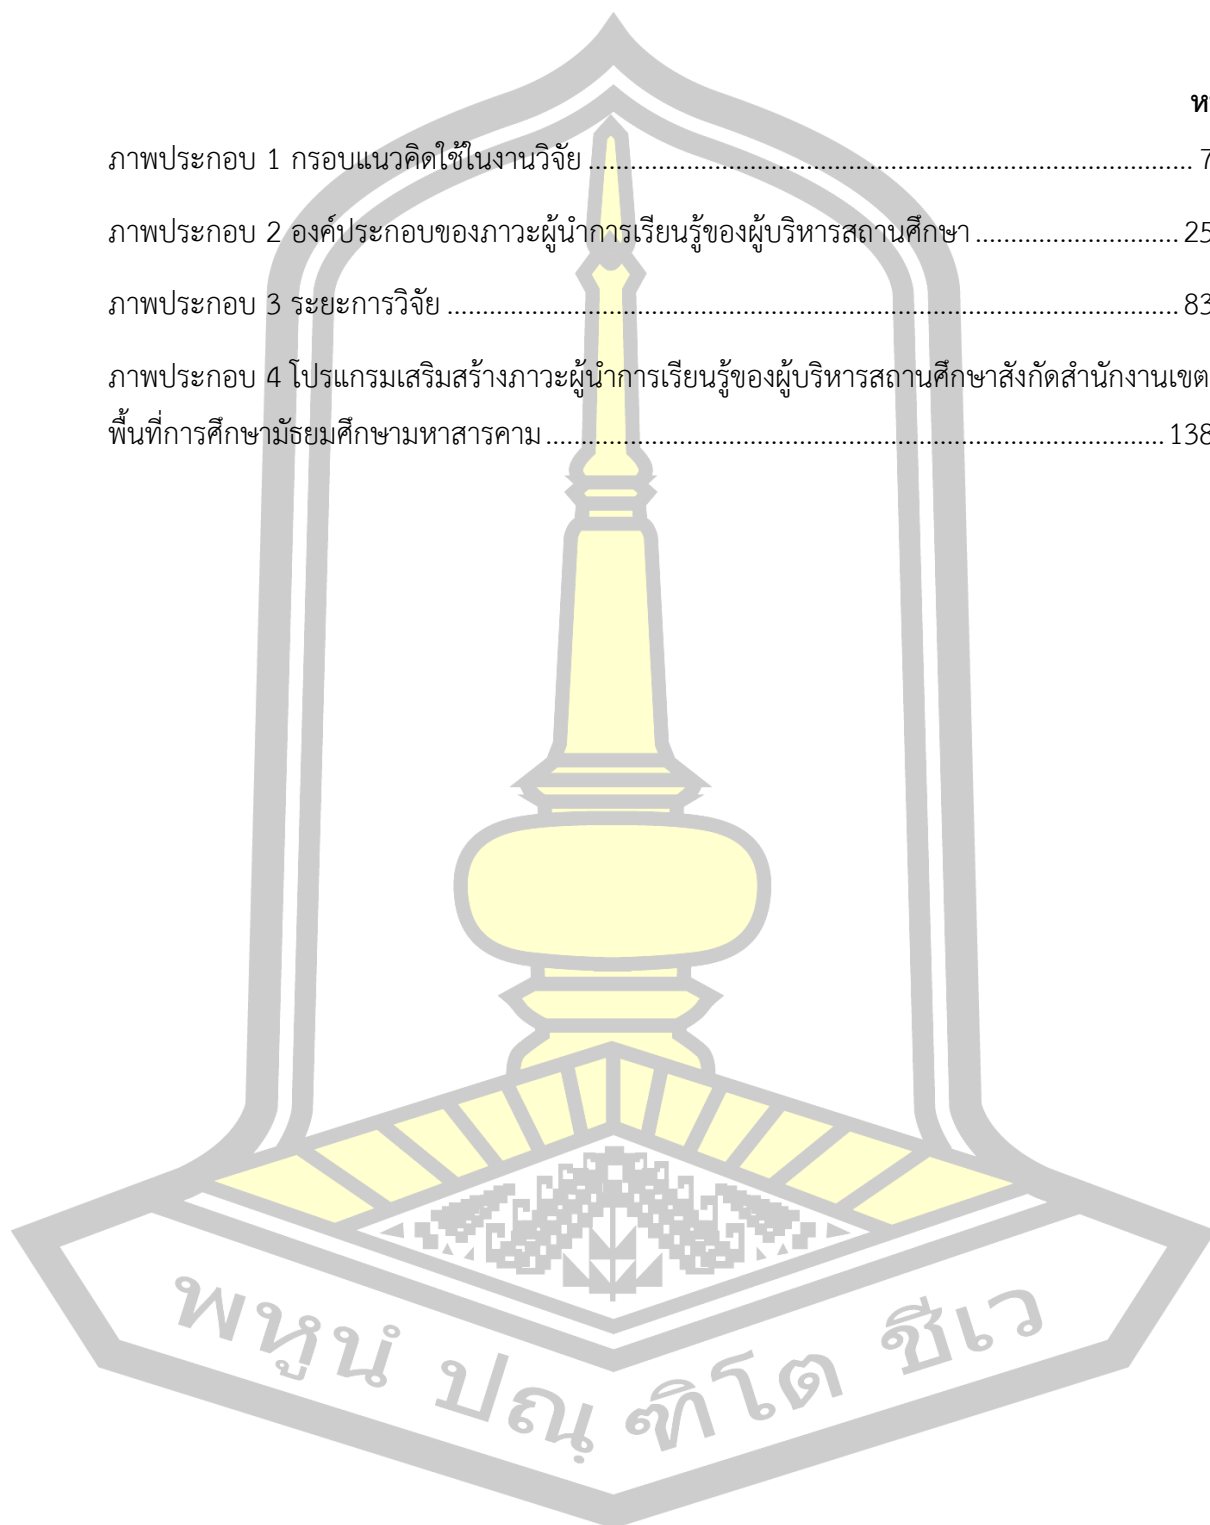 ภาพประกอบ 1 กรอบแนวคิดใช้ในงานวิจัย ........ 7
ภาพประกอบ 2 องค์ประกอบของภาวะผู้นำการเรียนรู้ของผู้บริหารสถานศึกษา ........ 25
ภาพประกอบ 3 ระยะการวิจัย ........ 83
ภาพประกอบ 4 โปรแกรมเสริมสร้างภาวะผู้นำการเรียนรู้ของผู้บริหารสถานศึกษาสังกัดสำนักงานเขต
พื้นที่การศึกษามัธยมศึกษามหาสารคาม ........ 138
พหูนํ ปณฺฑิโต ชีเว